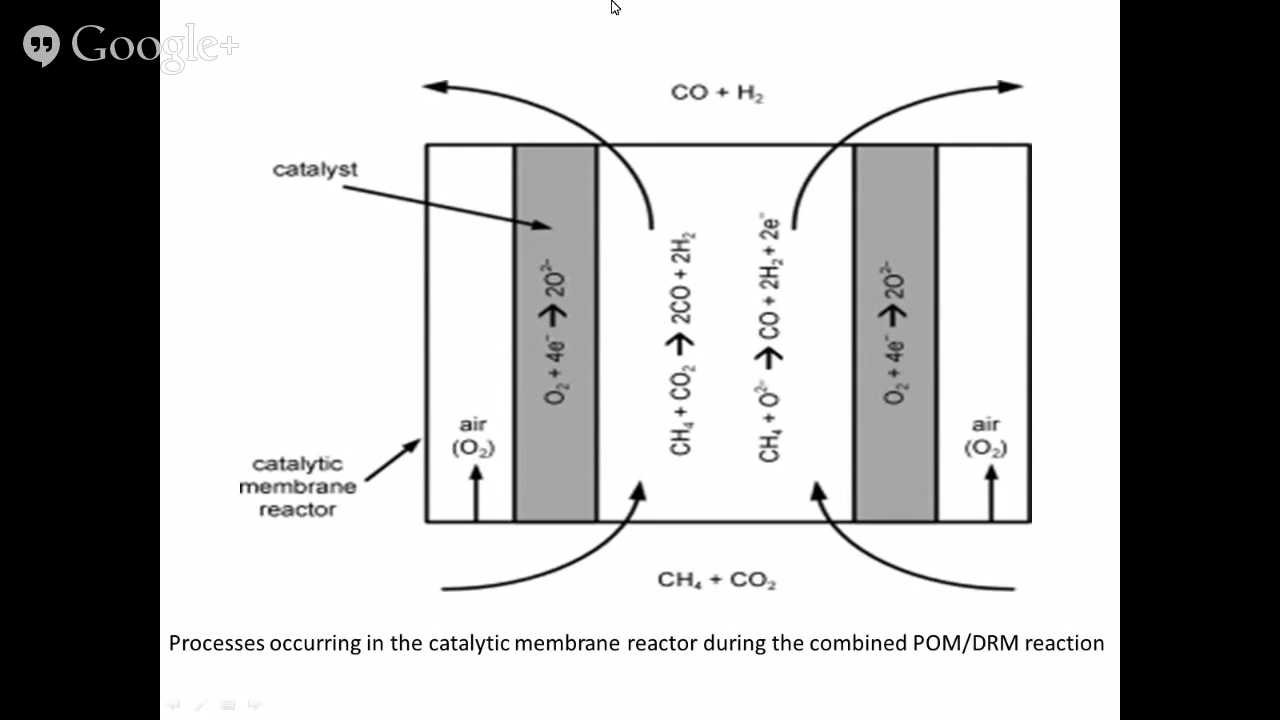 Google+
CO + H₂
catalyst
O₂ + 4e⁻ → 2O²⁻
CH₄ + CO₂ → 2CO + 2H₂
CH₄ + O²⁻ → CO + 2H₂ + 2e⁻
O₂ + 4e⁻ → 2O²⁻
air
(O₂)
air
(O₂)
catalytic
membrane
reactor
CH₄ + CO₂
Processes occurring in the catalytic membrane reactor during the combined POM/DRM reaction